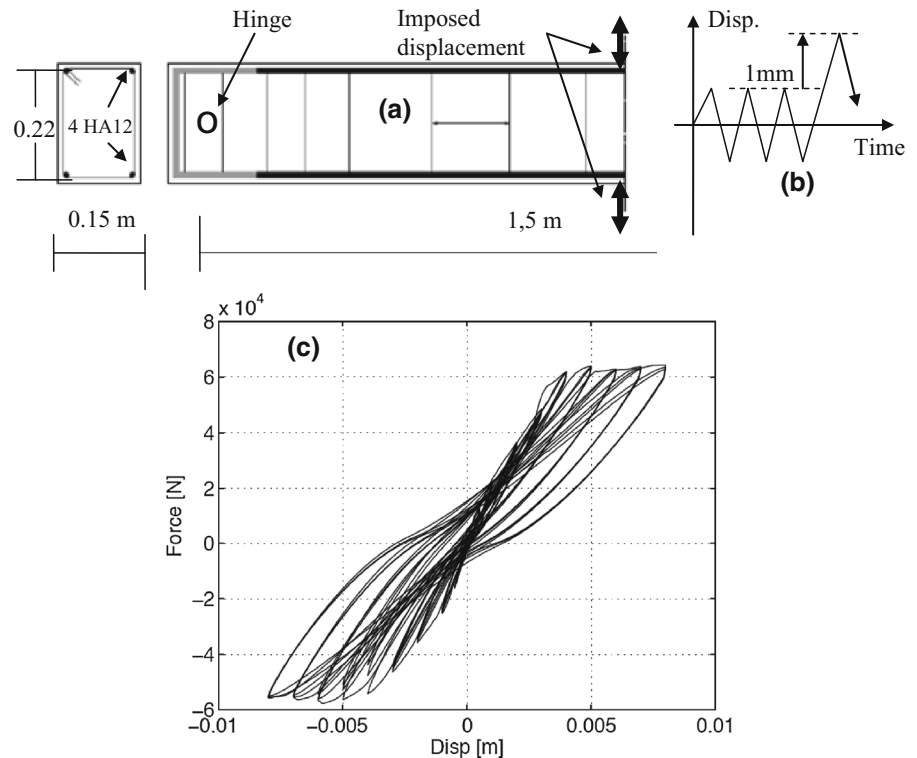 Hinge
Imposed
displacement
Disp.
1mm
Time
(a)
O
(b)
0.22
4 HA12
0.15 m
1,5 m
x 10^4
(c)
8
6
4
2
0
−2
−4
−6
Force [N]
−0.01
−0.005
0
0.005
0.01
Disp [m]